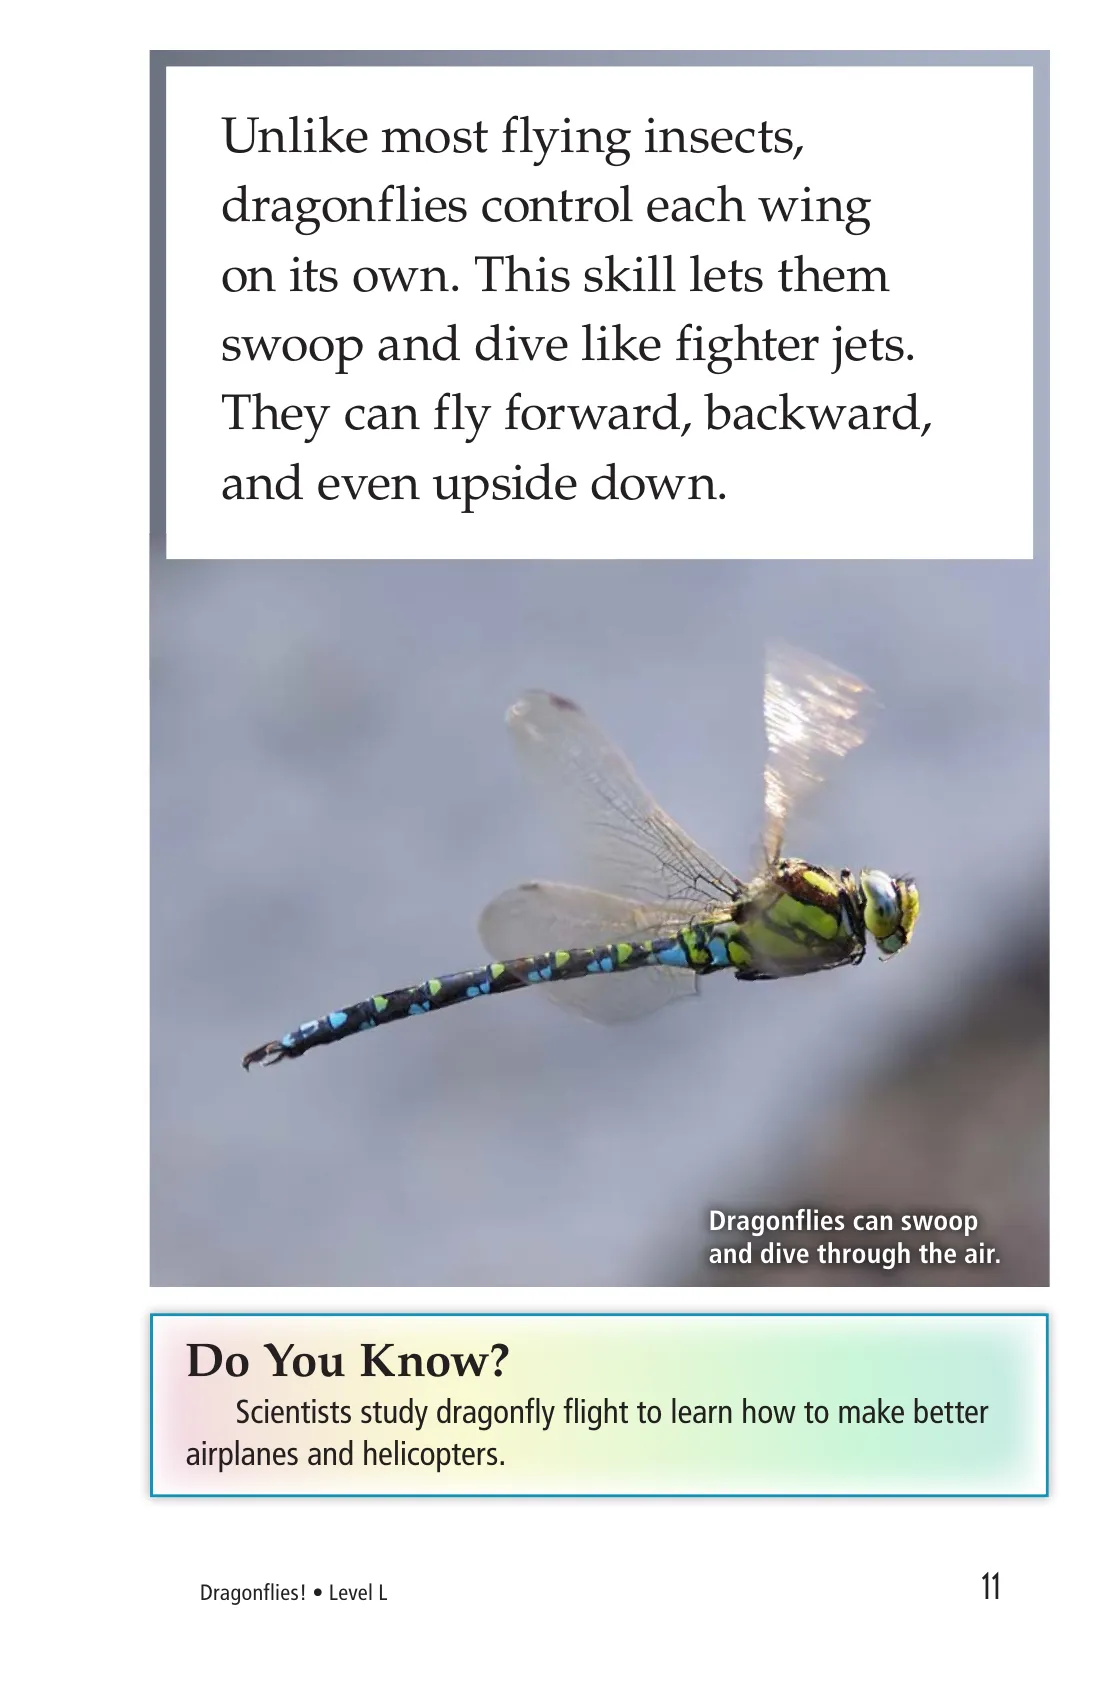 Unlike most flying insects,
dragonflies control each wing
on its own. This skill lets them
swoop and dive like fighter jets.
They can fly forward, backward,
and even upside down.
Dragonflies can swoop
and dive through the air.
Do You Know?
Scientists study dragonfly flight to learn how to make better
airplanes and helicopters.
Dragonflies! • Level L
11